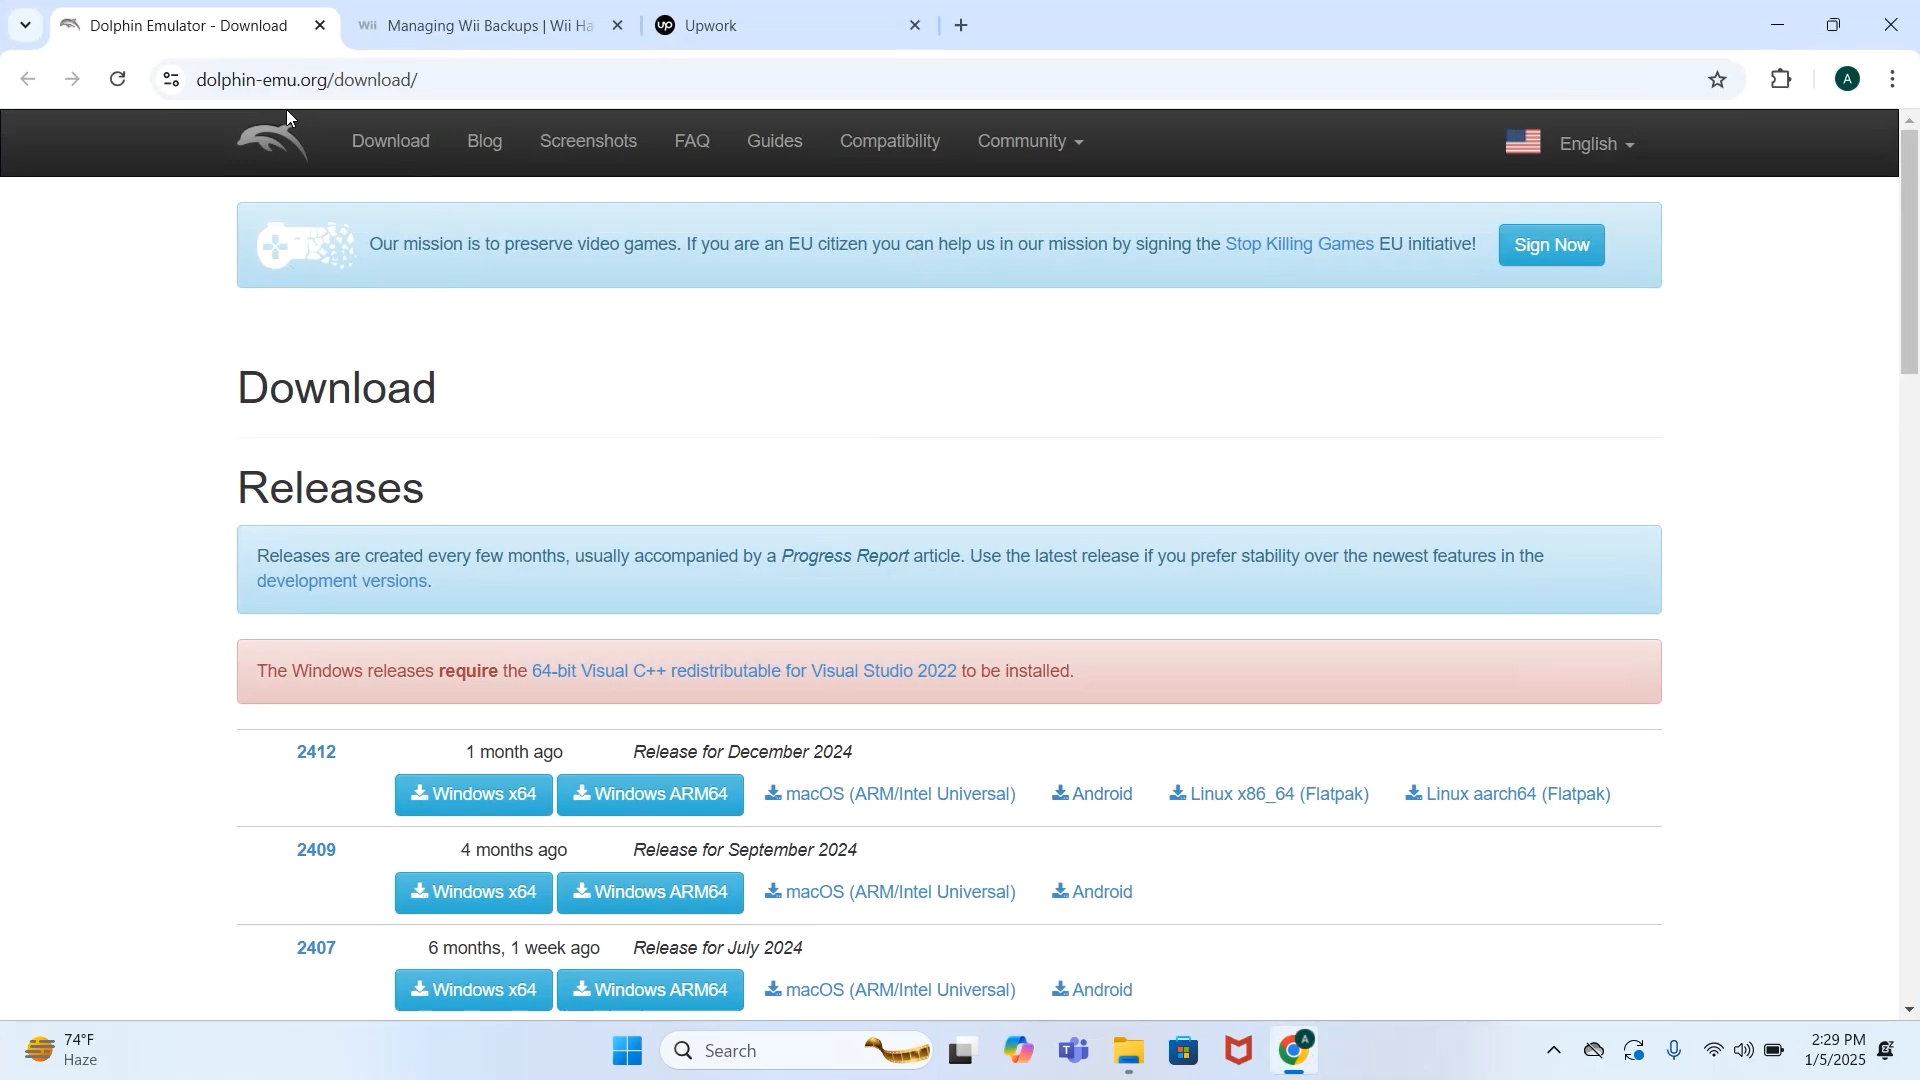 Dolphin Emulator - Download
Managing Wii Backups | Wii Ha
Upwork
dolphin-emu.org/download/
A
Download Blog Screenshots FAQ Guides Compatibility Community
English
Our mission is to preserve video games. If you are an EU citizen you can help us in our mission by signing the Stop Killing Games EU initiative!
Sign Now
Download
Releases
Releases are created every few months, usually accompanied by a Progress Report article. Use the latest release if you prefer stability over the newest features in the
development versions.
The Windows releases require the 64-bit Visual C++ redistributable for Visual Studio 2022 to be installed.
2412 1 month ago Release for December 2024
Windows x64 Windows ARM64 macOS (ARM/Intel Universal) Android Linux x86_64 (Flatpak) Linux aarch64 (Flatpak)
2409 4 months ago Release for September 2024
Windows x64 Windows ARM64 macOS (ARM/Intel Universal) Android
2407 6 months, 1 week ago Release for July 2024
Windows x64 Windows ARM64 macOS (ARM/Intel Universal) Android
74°F
Haze
Search
2:29 PM
1/5/2025